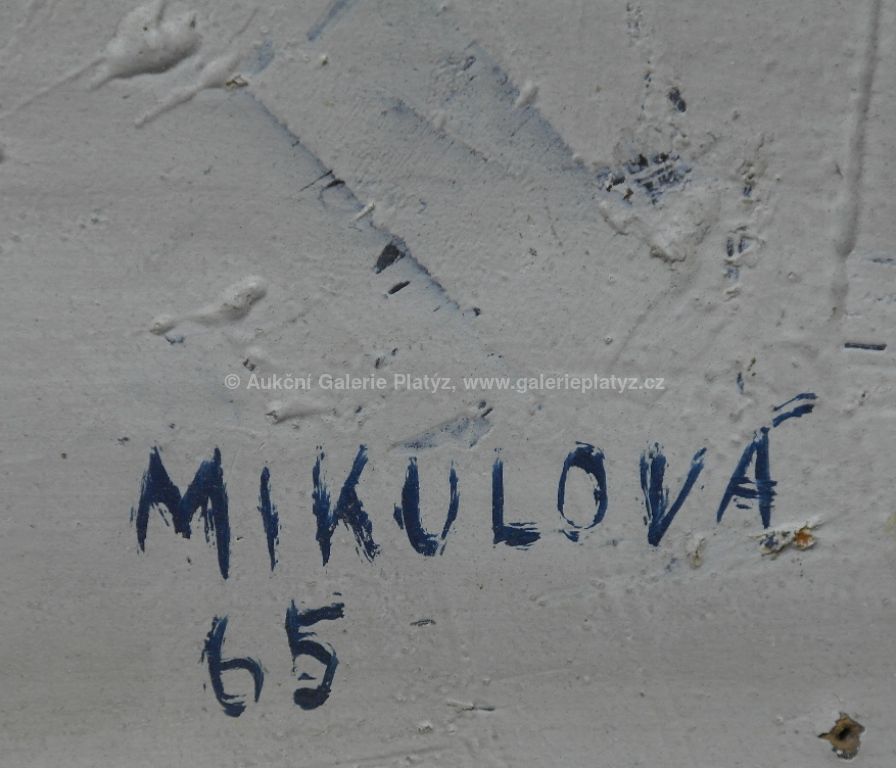 © Aukční Galerie Platýz, www.galerieplatyz.cz
MIKULOVÁ
65